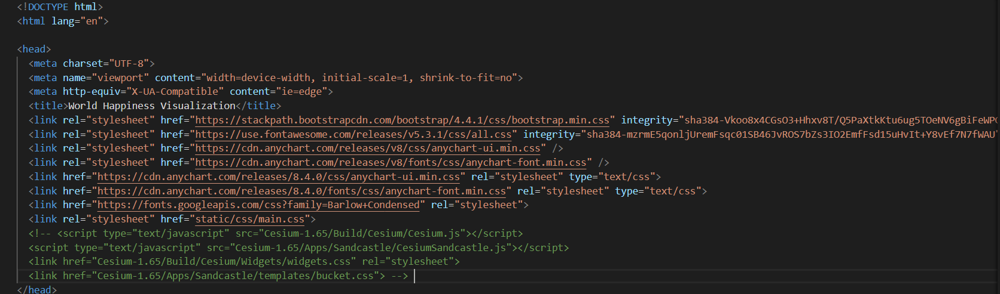 <!DOCTYPE html>
<html lang="en">
<head>
<meta charset="UTF-8">
<meta name="viewport" content="width=device-width, initial-scale=1, shrink-to-fit=no">
<meta http-equiv="X-UA-Compatible" content="ie=edge">
<title>World Happiness Visualization</title>
<link rel="stylesheet" href="https://stackpath.bootstrapcdn.com/bootstrap/4.4.1/css/bootstrap.min.css" integrity="sha384-Vkoo8x4CGsO3+Hhxv8T/Q5PaXtkKtu6ug5TOeNV6gBiFeWP
<link rel="stylesheet" href="https://use.fontawesome.com/releases/v5.3.1/css/all.css" integrity="sha384-mzrmE5qonljUremFsqc01SB46JvROS7bZs3IO2EmfFsd15uHvIt+Y8vEf7N7fWAU
<link rel="stylesheet" href="https://cdn.anychart.com/releases/v8/css/anychart-ui.min.css" />
<link rel="stylesheet" href="https://cdn.anychart.com/releases/v8/fonts/css/anychart-font.min.css" />
<link href="https://cdn.anychart.com/releases/8.4.0/css/anychart-ui.min.css" rel="stylesheet" type="text/css">
<link href="https://cdn.anychart.com/releases/8.4.0/fonts/css/anychart-font.min.css" rel="stylesheet" type="text/css">
<link href="https://fonts.googleapis.com/css?family=Barlow+Condensed" rel="stylesheet">
<link rel="stylesheet" href="static/css/main.css">
<!-- <script type="text/javascript" src="Cesium-1.65/Build/Cesium/Cesium.js"></script>
<script type="text/javascript" src="Cesium-1.65/Apps/Sandcastle/CesiumSandcastle.js"></script>
<link href="Cesium-1.65/Build/Cesium/Widgets/widgets.css" rel="stylesheet">
<link href="Cesium-1.65/Apps/Sandcastle/templates/bucket.css"> -->
</head>